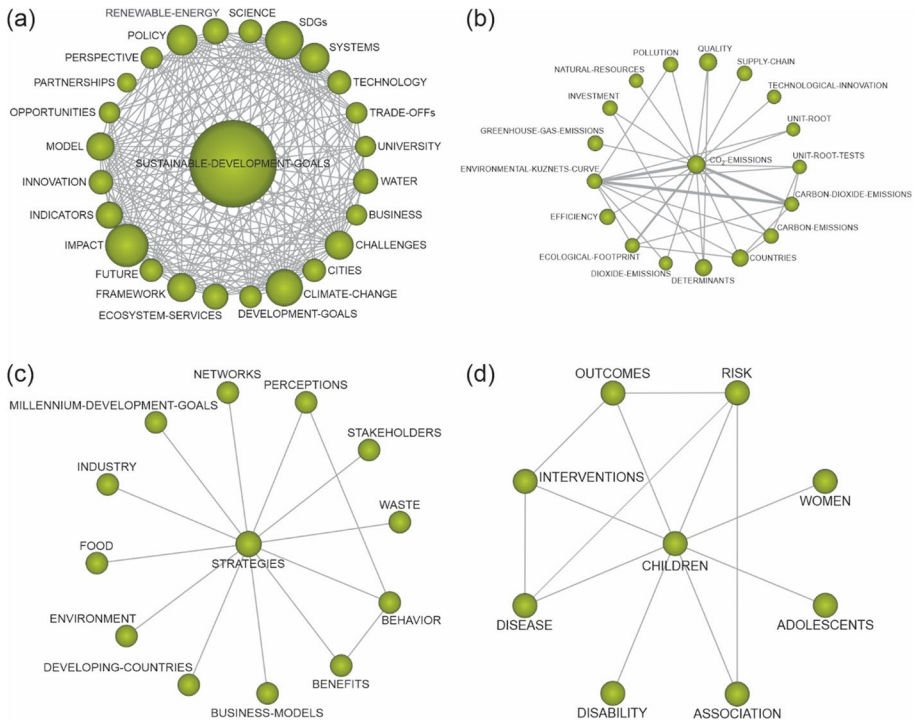 (a)
RENEWABLE-ENERGY
SCIENCE
SDGs
POLICY
SYSTEMS
PERSPECTIVE
TECHNOLOGY
PARTNERSHIPS
OPPORTUNITIES
TRADE-OFFs
MODEL
UNIVERSITY
SUSTAINABLE-DEVELOPMENT-GOALS
INNOVATION
WATER
INDICATORS
BUSINESS
IMPACT
CHALLENGES
FUTURE
CITIES
FRAMEWORK
CLIMATE-CHANGE
ECOSYSTEM-SERVICES
DEVELOPMENT-GOALS
(b)
POLLUTION
QUALITY
SUPPLY-CHAIN
NATURAL-RESOURCES
TECHNOLOGICAL-INNOVATION
INVESTMENT
UNIT-ROOT
GREENHOUSE-GAS-EMISSIONS
CO₂-EMISSIONS
UNIT-ROOT-TESTS
ENVIRONMENTAL-KUZNETS-CURVE
CARBON-DIOXIDE-EMISSIONS
EFFICIENCY
CARBON-EMISSIONS
ECOLOGICAL-FOOTPRINT
COUNTRIES
DIOXIDE-EMISSIONS
DETERMINANTS
(c)
NETWORKS
PERCEPTIONS
MILLENNIUM-DEVELOPMENT-GOALS
STAKEHOLDERS
INDUSTRY
WASTE
FOOD
STRATEGIES
ENVIRONMENT
BEHAVIOR
DEVELOPING-COUNTRIES
BENEFITS
BUSINESS-MODELS
(d)
OUTCOMES
RISK
INTERVENTIONS
WOMEN
CHILDREN
DISEASE
ADOLESCENTS
DISABILITY
ASSOCIATION